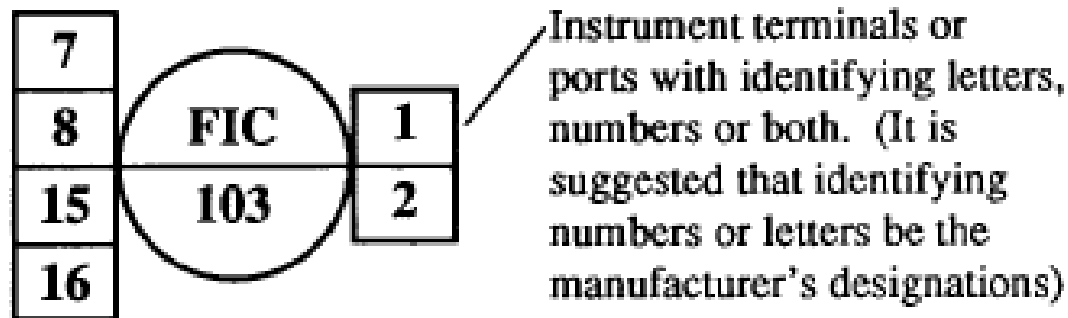 7
8
15
16
FIC
103
1
2
Instrument terminals or
ports with identifying letters,
numbers or both. (It is
suggested that identifying
numbers or letters be the
manufacturer's designations)